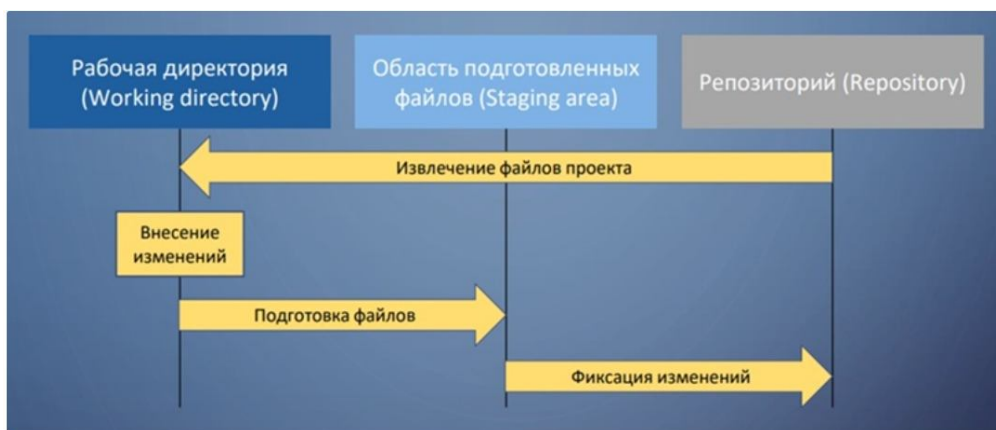 Рабочая директория
(Working directory)
Область подготовленных
файлов (Staging area)
Репозиторий (Repository)
Извлечение файлов проекта
Внесение
изменений
Подготовка файлов
Фиксация изменений